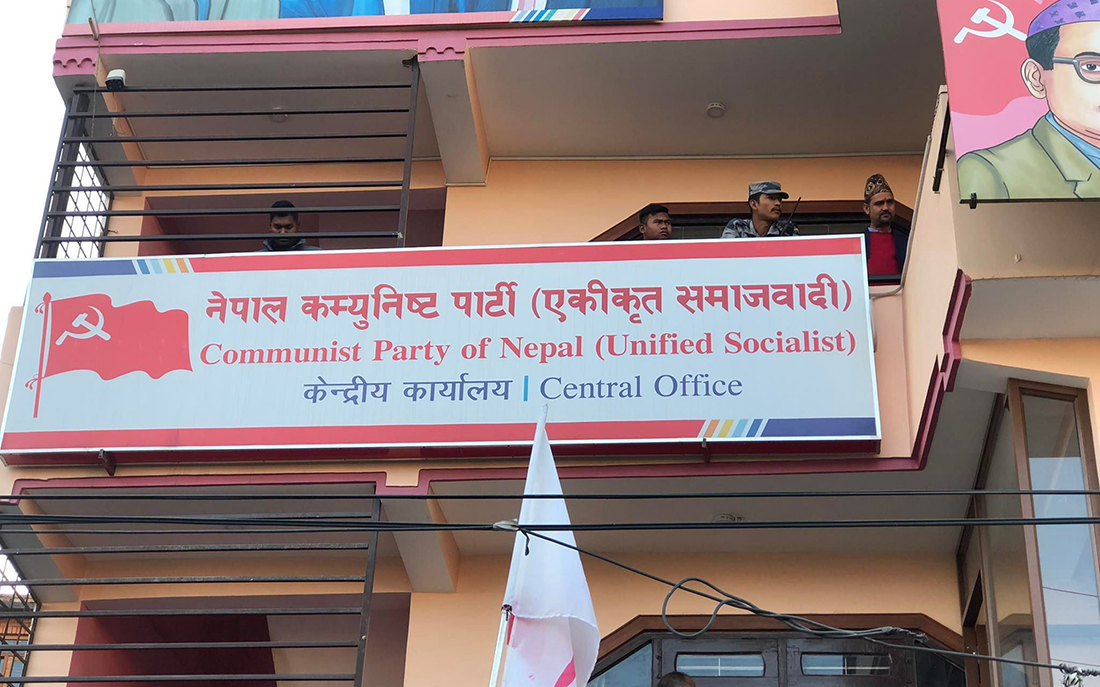 नेपाल कम्युनिष्ट पार्टी (एकीकृत समाजवादी)
Communist Party of Nepal (Unified Socialist)
केन्द्रीय कार्यालय | Central Office